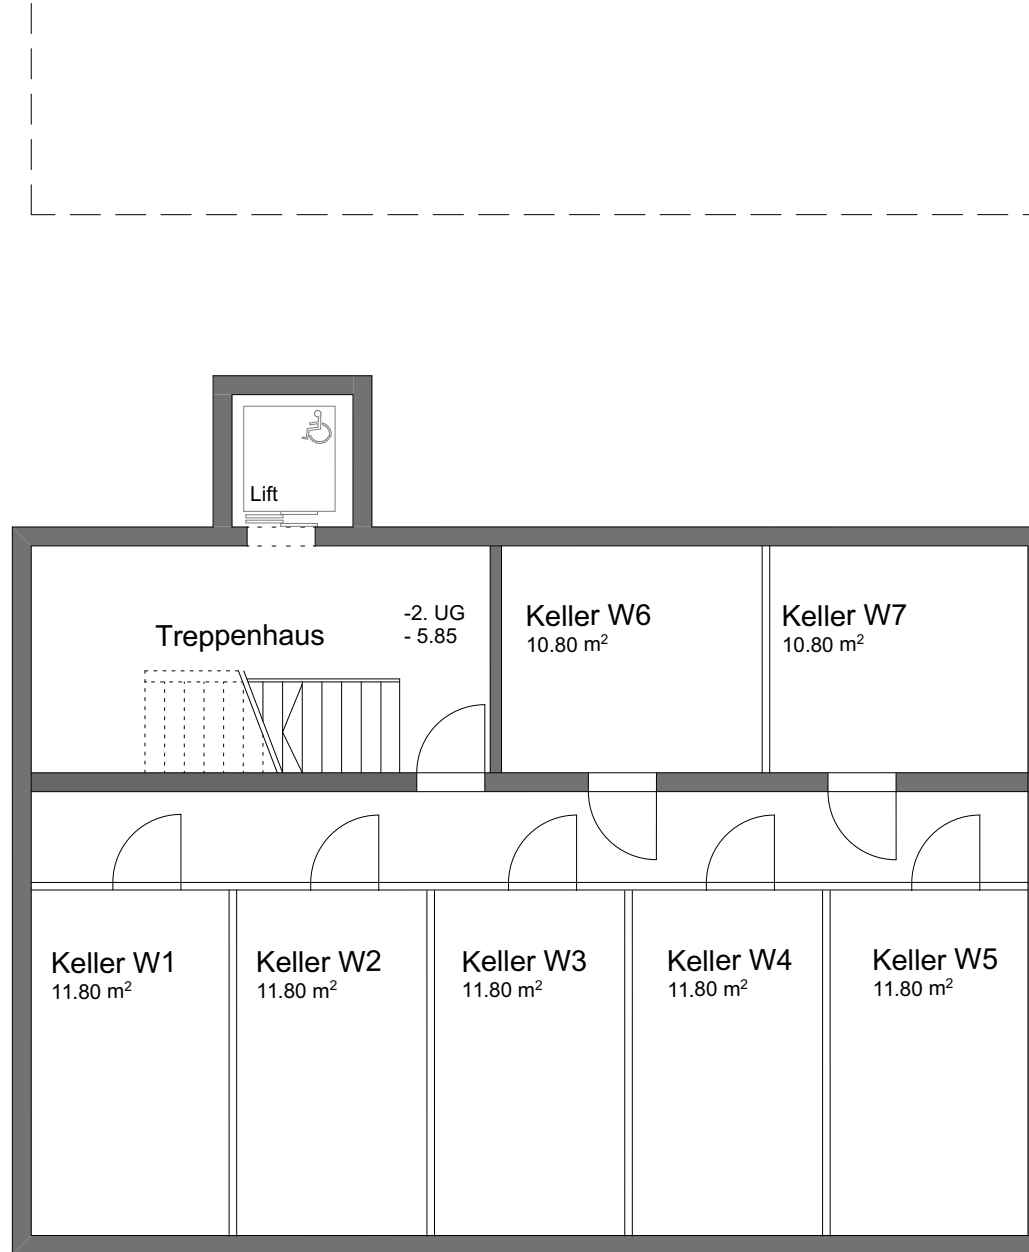 Lift
Treppenhaus
-2. UG
- 5.85
Keller W6
10.80 m²
Keller W7
10.80 m²
Keller W1
11.80 m²
Keller W2
11.80 m²
Keller W3
11.80 m²
Keller W4
11.80 m²
Keller W5
11.80 m²